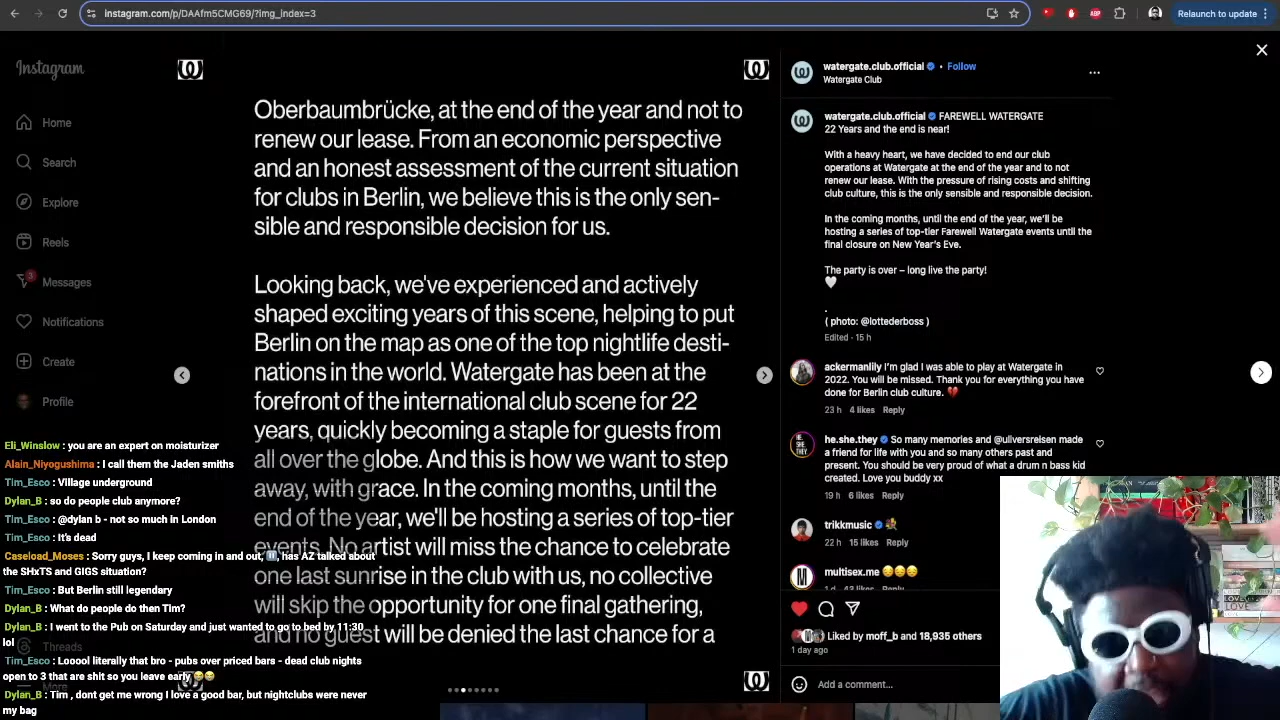 instagram.com/p/DAAfm5CMG69/?img_index=3
Relaunch to update
ABP
Instagram
Home
Search
Explore
Reels
3
Messages
Notifications
Create
Profile
Threads
More
Oberbaumbrücke, at the end of the year and not to
renew our lease. From an economic perspective
and an honest assessment of the current situation
for clubs in Berlin, we believe this is the only sen-
sible and responsible decision for us.
Looking back, we've experienced and actively
shaped exciting years of this scene, helping to put
Berlin on the map as one of the top nightlife desti-
nations in the world. Watergate has been at the
forefront of the international club scene for 22
years, quickly becoming a staple for guests from
all over the globe. And this is how we want to step
away, with grace. In the coming months, until the
end of the year, we'll be hosting a series of top-tier
events. No artist will miss the chance to celebrate
one last sunrise in the club with us, no collective
will skip the opportunity for one final gathering,
and no guest will be denied the last chance for a
Eli_Winslow : you are an expert on moisturizer
Alain_Niyogushima : I call them the Jaden smiths
Tim_Esco : Village underground
Dylan_B : so do people club anymore?
Tim_Esco : @dylan b - not so much in London
Tim_Esco : It's dead
Caseload_Moses : Sorry guys, I keep coming in and out, ⏸️, has AZ talked about
the SHxTS and GIGS situation?
Tim_Esco : But Berlin still legendary
Dylan_B : What do people do then Tim?
Dylan_B : I went to the Pub on Saturday and just wanted to go to bed by 11:30
lol
Tim_Esco : Looool literally that bro - pubs over priced bars - dead club nights
open to 3 that are shit so you leave early 😂😂
Dylan_B : Tim , dont get me wrong I love a good bar, but nightclubs were never
my bag
watergate.club.official • Follow
Watergate Club
watergate.club.official FAREWELL WATERGATE
22 Years and the end is near!
With a heavy heart, we have decided to end our club
operations at Watergate at the end of the year and to not
renew our lease. With the pressure of rising costs and shifting
club culture, this is the only sensible and responsible decision.
In the coming months, until the end of the year, we'll be
hosting a series of top-tier Farewell Watergate events until the
final closure on New Year's Eve.
The party is over – long live the party!
🤍
.
( photo: @lottederboss )
Edited · 15 h
ackermanlily I'm glad I was able to play at Watergate in
2022. You will be missed. Thank you for everything you have
done for Berlin club culture. 💔
23 h 4 likes Reply
HE.
SHE.
THEY.
he.she.they So many memories and @uliversreisen made
a friend for life with you and so many others past and
present. You should be very proud of what a drum n bass kid
created. Love you buddy xx
19 h 6 likes Reply
trikkmusic
22 h 15 likes Reply
multisex.me 😔😔😔
1 d 43 likes Reply
Liked by moff_b and 18,935 others
1 day ago
Add a comment...
LOVE